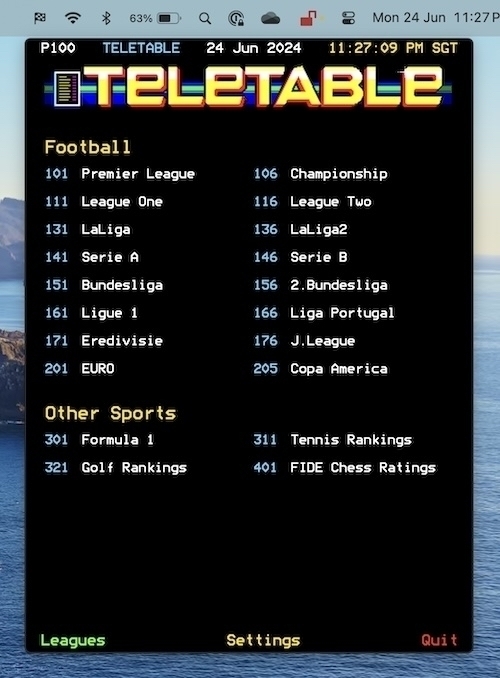 63% Mon 24 Jun 11:27 P
P100 TELETABLE 24 Jun 2024 11:27:09 PM SGT
TELETABLE
Football
101 Premier League 106 Championship
111 League One 116 League Two
131 LaLiga 136 LaLiga2
141 Serie A 146 Serie B
151 Bundesliga 156 2.Bundesliga
161 Ligue 1 166 Liga Portugal
171 Eredivisie 176 J.League
201 EURO 205 Copa America
Other Sports
301 Formula 1 311 Tennis Rankings
321 Golf Rankings 401 FIDE Chess Ratings
Leagues Settings Quit